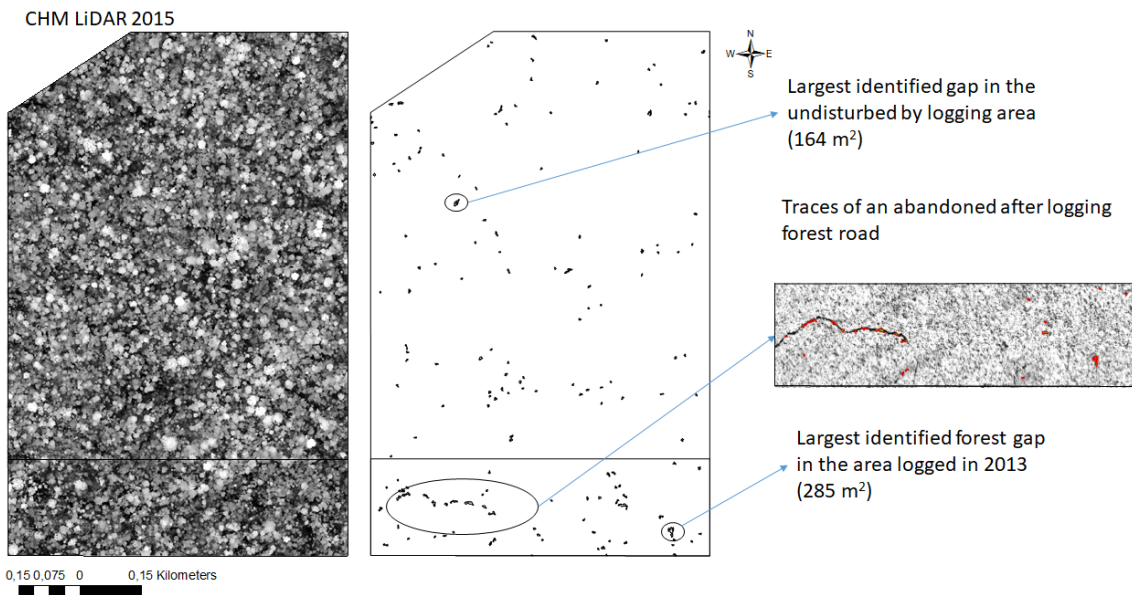 CHM LiDAR 2015
N
W E
S
Largest identified gap in the
undisturbed by logging area
(164 m²)
Traces of an abandoned after logging
forest road
Largest identified forest gap
in the area logged in 2013
(285 m²)
0,15 0,075 0 0,15 Kilometers